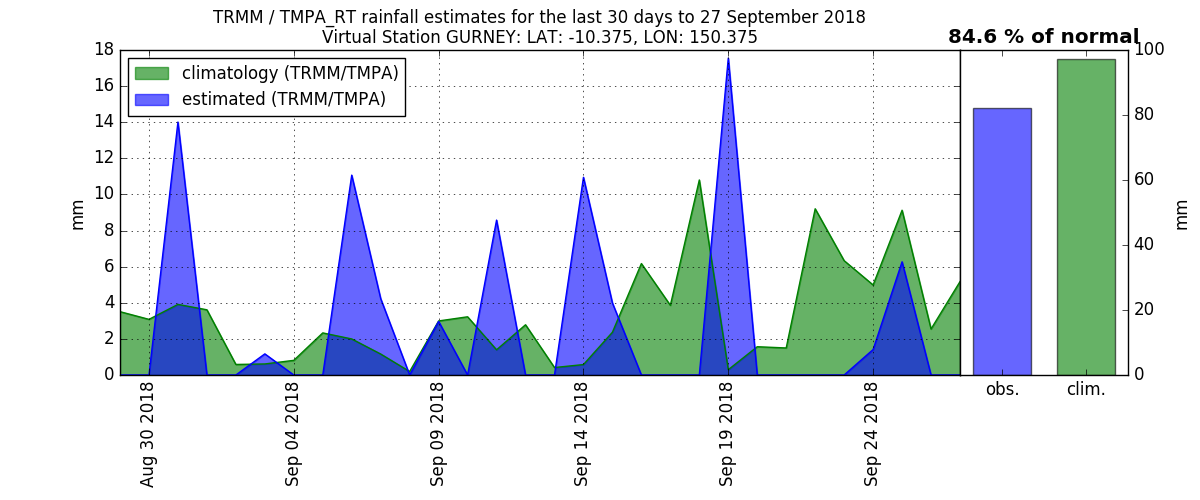 TRMM / TMPA_RT rainfall estimates for the last 30 days to 27 September 2018
Virtual Station GURNEY: LAT: -10.375, LON: 150.375
84.6 % of normal
climatology (TRMM/TMPA)
estimated (TRMM/TMPA)
mm
18
16
14
12
10
8
6
4
2
0
Aug 30 2018
Sep 04 2018
Sep 09 2018
Sep 14 2018
Sep 19 2018
Sep 24 2018
obs.
clim.
100
80
60
40
20
0
mm